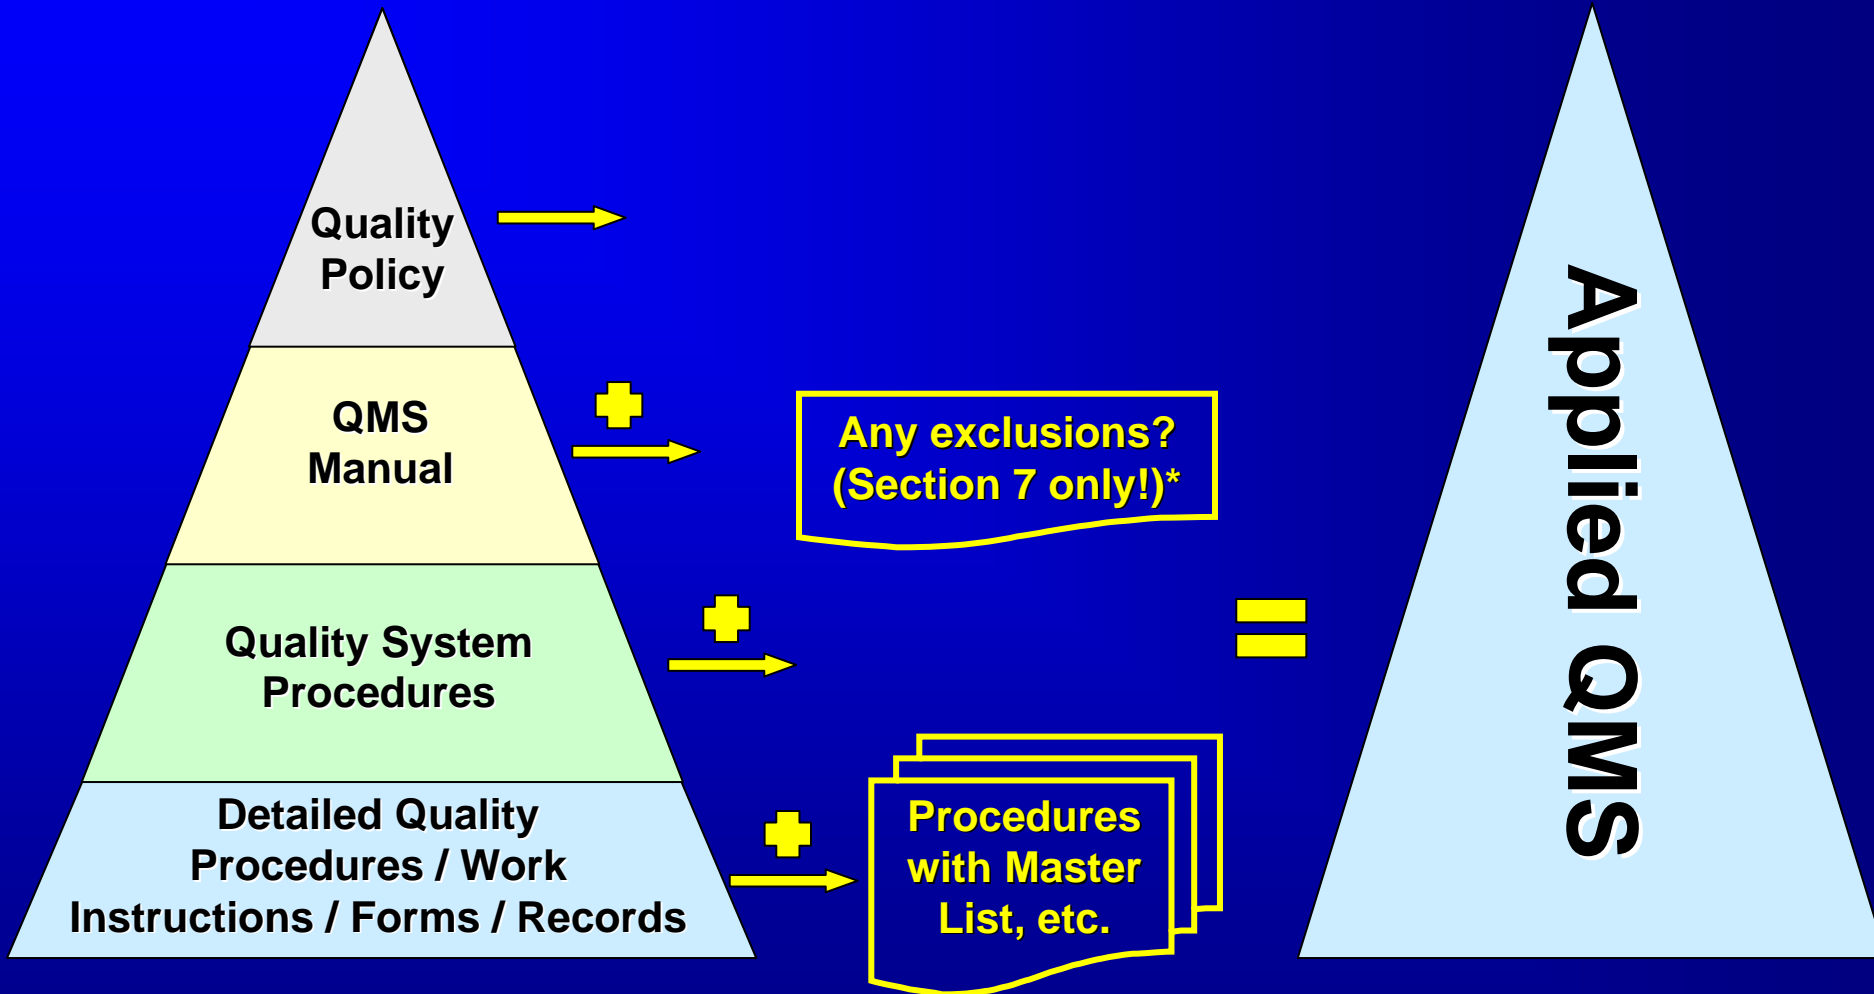 Quality
Policy
QMS
Manual
Any exclusions?
(Section 7 only!)*
Quality System
Procedures
Detailed Quality
Procedures / Work
Instructions / Forms / Records
Procedures
with Master
List, etc.
Applied QMS